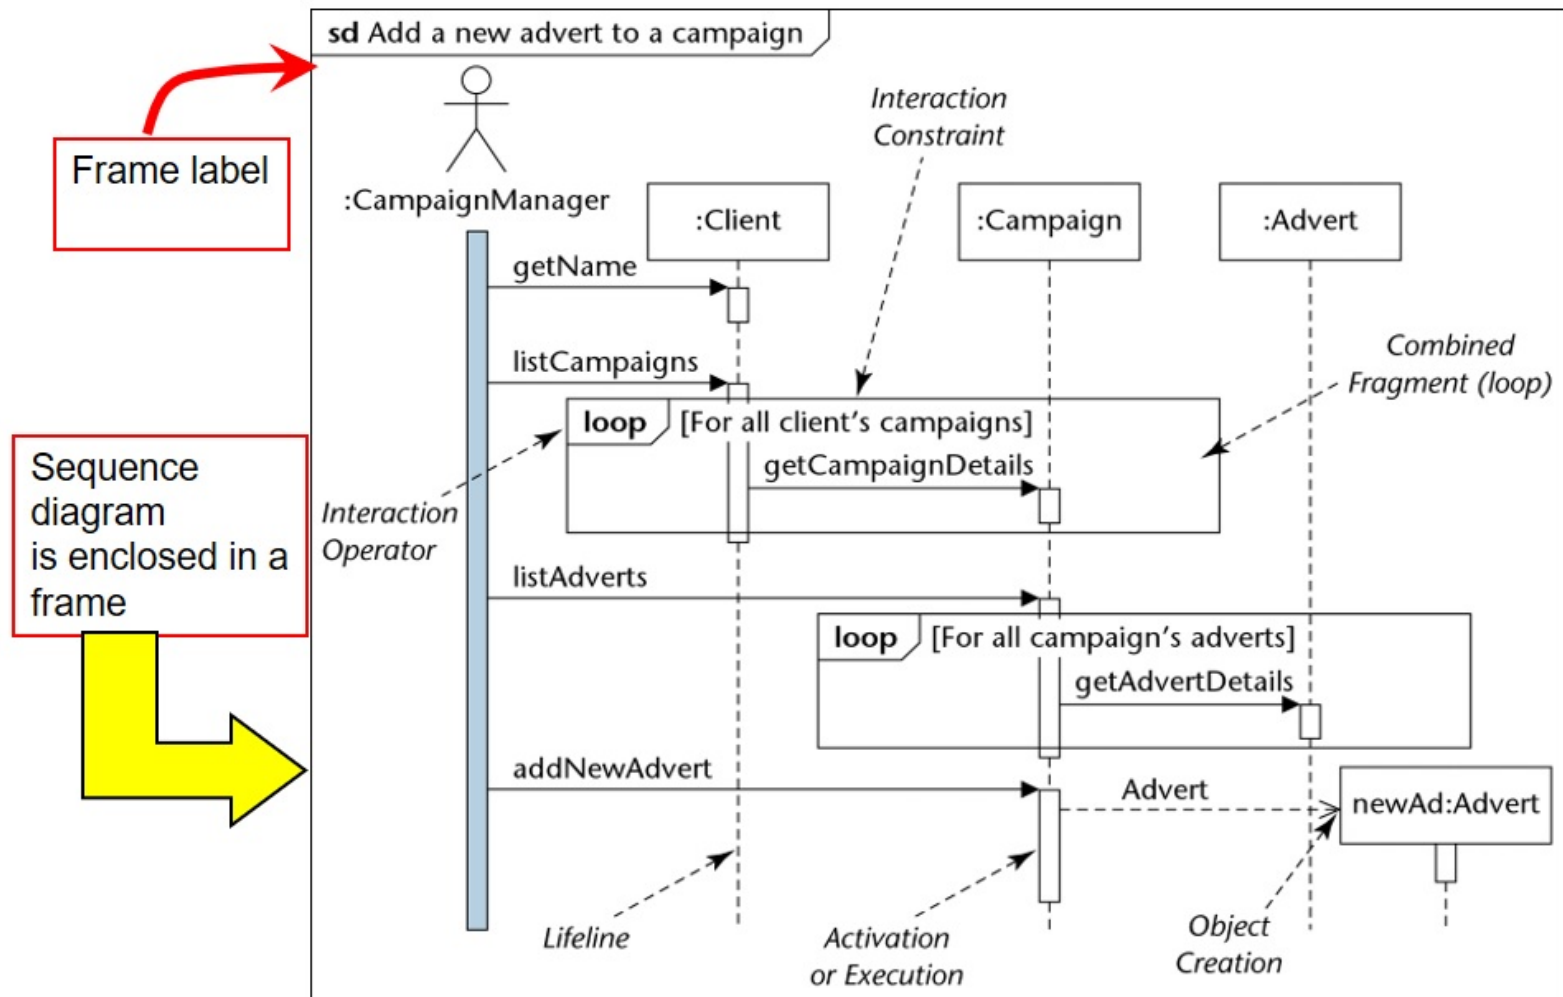 sd Add a new advert to a campaign
Frame label
Interaction
Constraint
:CampaignManager
:Client
:Campaign
:Advert
getName
listCampaigns
Combined
Fragment (loop)
loop [For all client's campaigns]
getCampaignDetails
Sequence
diagram
is enclosed in a
frame
Interaction
Operator
listAdverts
loop [For all campaign's adverts]
getAdvertDetails
addNewAdvert
Advert
newAd:Advert
Lifeline
Activation
or Execution
Object
Creation